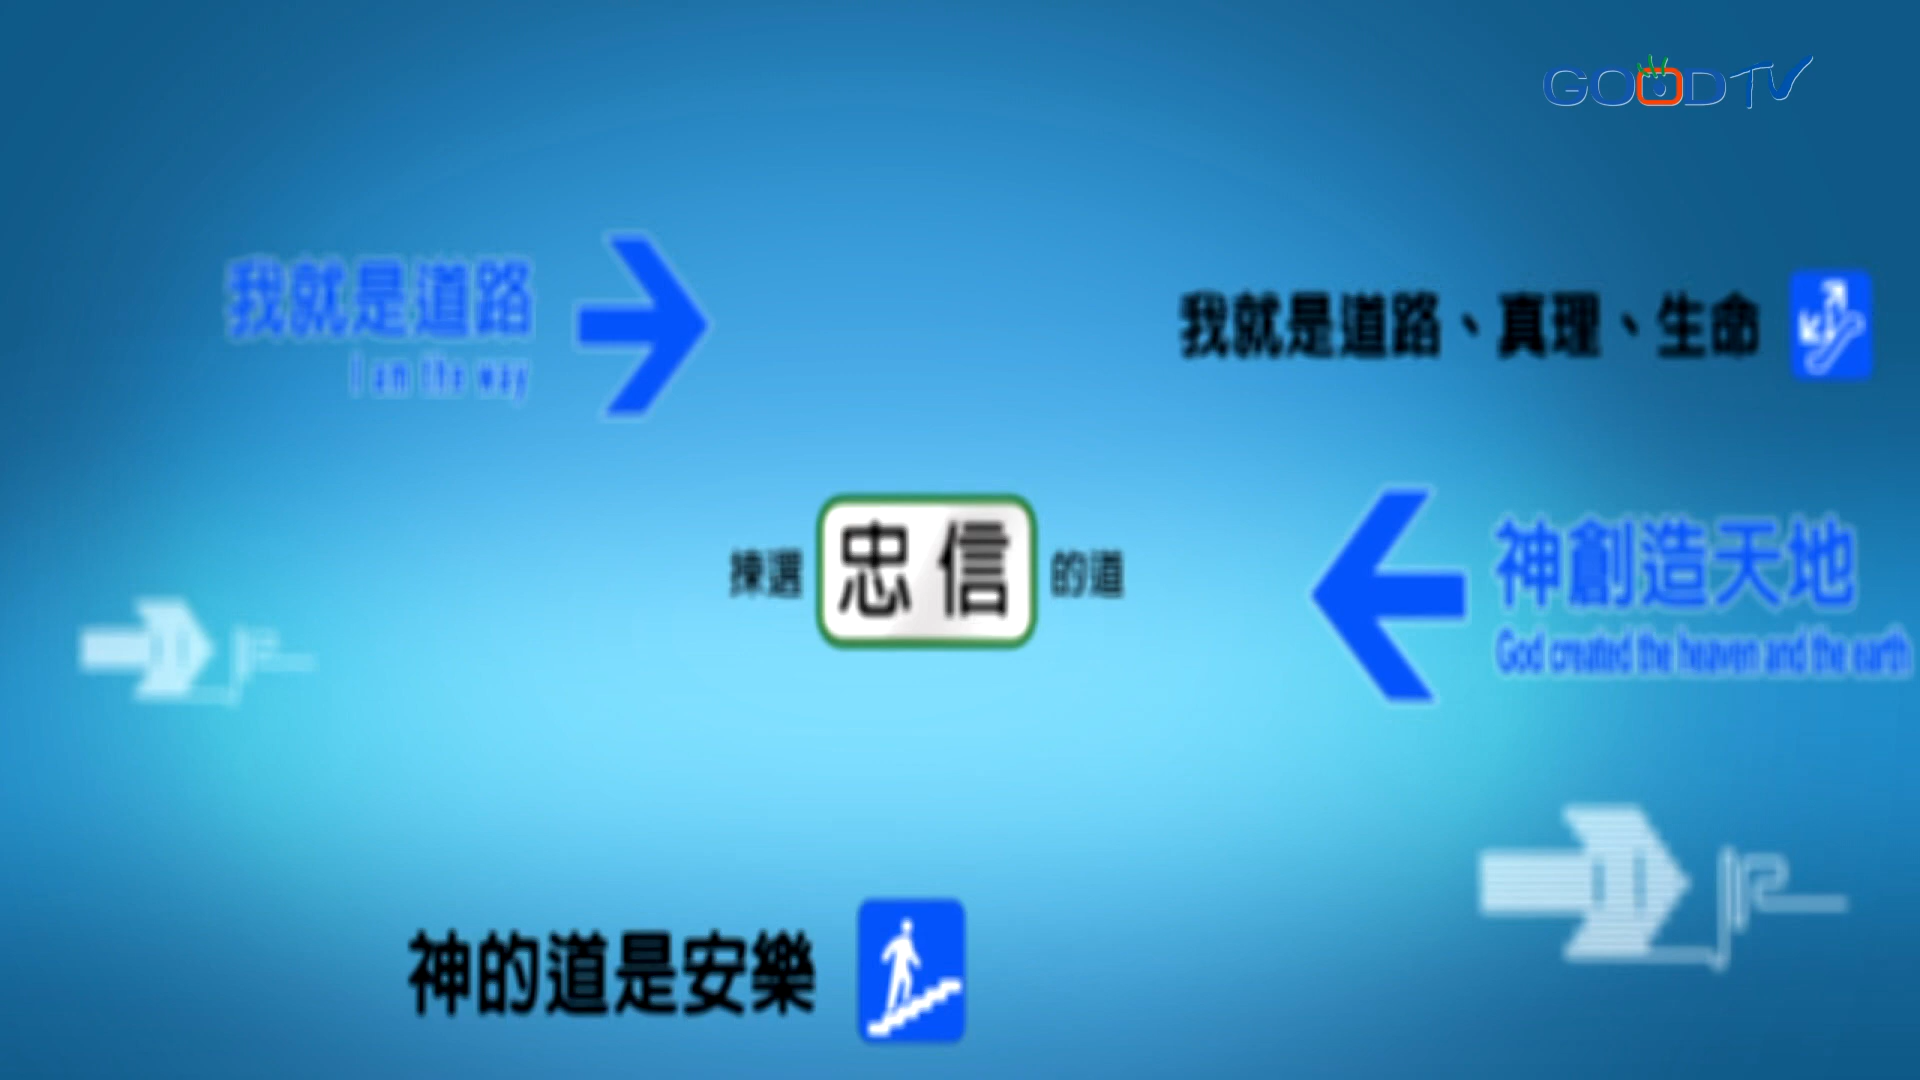 GOOD TV
我就是道路
I am the way
我就是道路、真理、生命
揀選 忠信 的道
神創造天地
God created the heaven and the earth
神的道是安樂